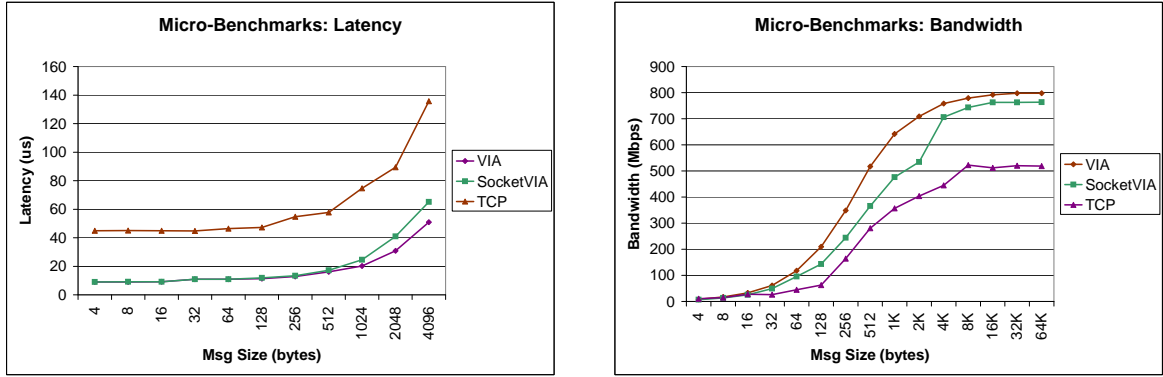 Micro-Benchmarks: Latency
160
140
120
100
80
60
40
20
0
Latency (us)
4
8
16
32
64
128
256
512
1024
2048
4096
Msg Size (bytes)
VIA
SocketVIA
TCP
Micro-Benchmarks: Bandwidth
900
800
700
600
500
400
300
200
100
0
Bandwidth (Mbps)
4
8
16
32
64
128
256
512
1K
2K
4K
8K
16K
32K
64K
Msg Size (bytes)
VIA
SocketVIA
TCP